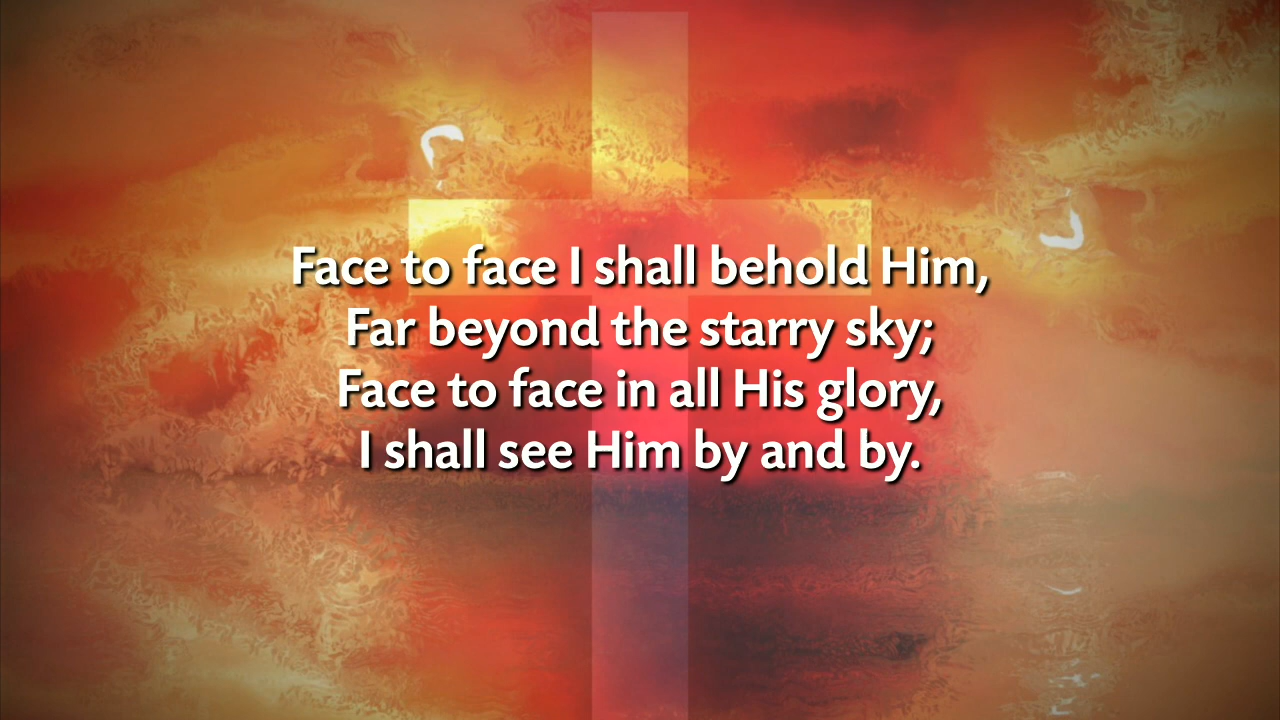 Face to face I shall behold Him,
Far beyond the starry sky;
Face to face in all His glory,
I shall see Him by and by.